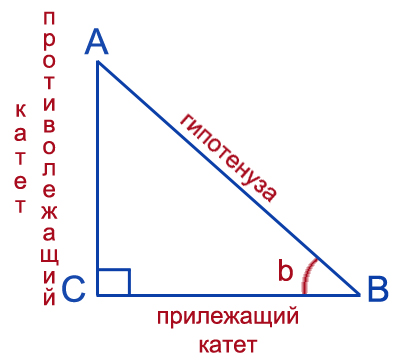 катет
противолежащий
A
гипотенуза
C
b
B
прилежащий
катет